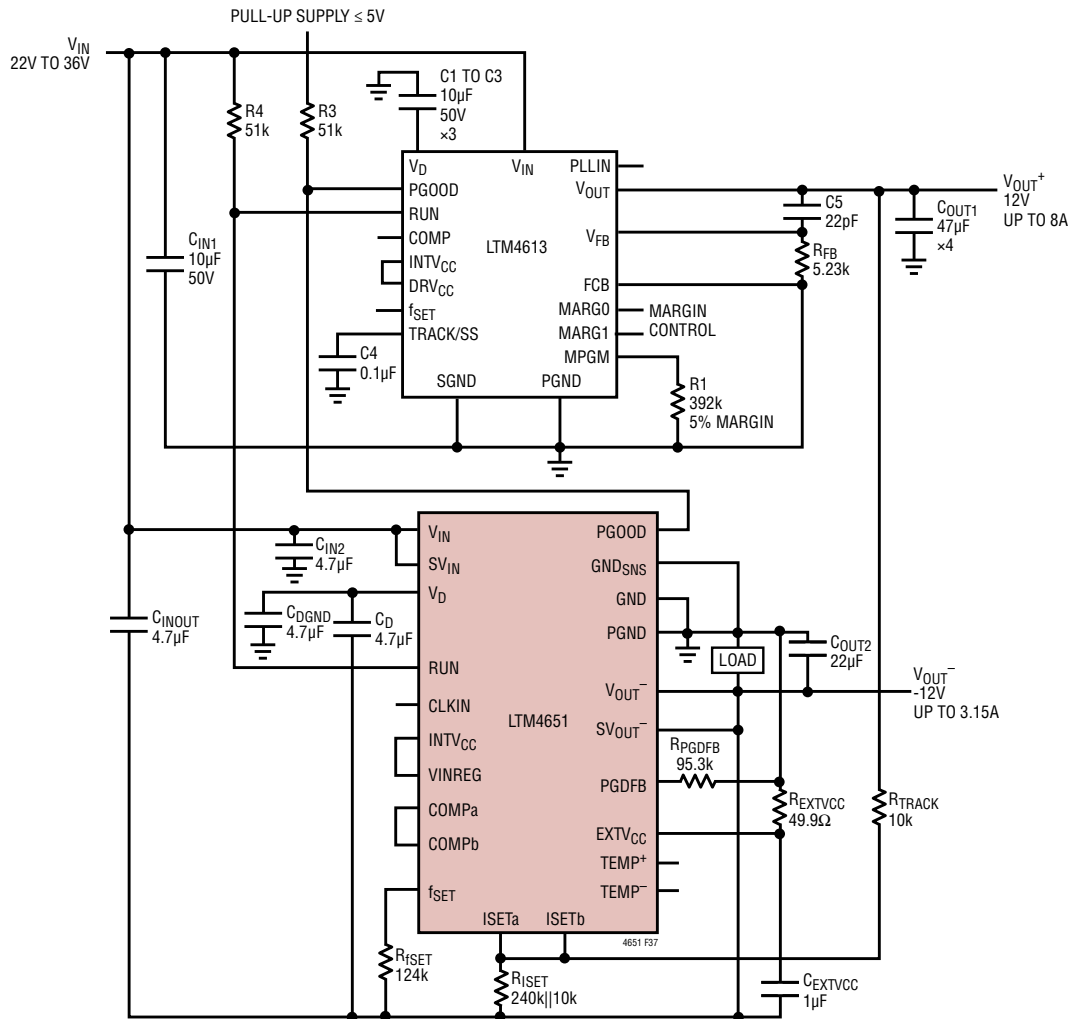 PULL-UP SUPPLY ≤ 5V
V_IN
22V TO 36V
R4
51k
R3
51k
C1 TO C3
10µF
50V
×3
V_D
V_IN
PLLIN
PGOOD
V_OUT
RUN
COMP
V_FB
LTM4613
INTV_CC
DRV_CC
FCB
f_SET
MARG0
MARGIN
TRACK/SS
MARG1
CONTROL
MPGM
SGND
PGND
C_IN1
10µF
50V
C4
0.1µF
C5
22pF
R_FB
5.23k
V_OUT+
12V
UP TO 8A
C_OUT1
47µF
×4
R1
392k
5% MARGIN
V_IN
PGOOD
SV_IN
GND_SNS
V_D
GND
PGND
RUN
V_OUT–
CLKIN
LTM4651
SV_OUT–
INTV_CC
VINREG
PGDFB
COMPa
EXTV_CC
COMPb
TEMP+
f_SET
TEMP–
ISETa
ISETb
4651 F37
C_IN2
4.7µF
C_DGND
4.7µF
C_D
4.7µF
C_INOUT
4.7µF
LOAD
C_OUT2
22µF
V_OUT–
-12V
UP TO 3.15A
R_PGDFB
95.3k
R_EXTVCC
49.9Ω
R_TRACK
10k
R_fSET
124k
R_ISET
240k||10k
C_EXTVCC
1µF